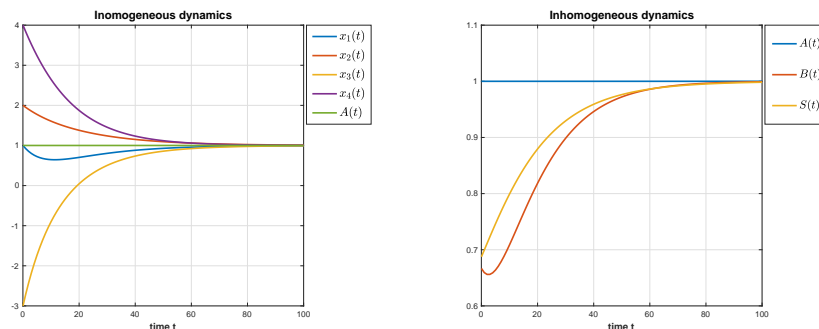 Inomogeneous dynamics
4
3
2
1
0
-1
-2
-3
0
20
40
60
80
100
time t
x₁(t)
x₂(t)
x₃(t)
x₄(t)
A(t)
Inhomogeneous dynamics
1.1
1
0.9
0.8
0.7
0.6
0
20
40
60
80
100
time t
A(t)
B(t)
S(t)